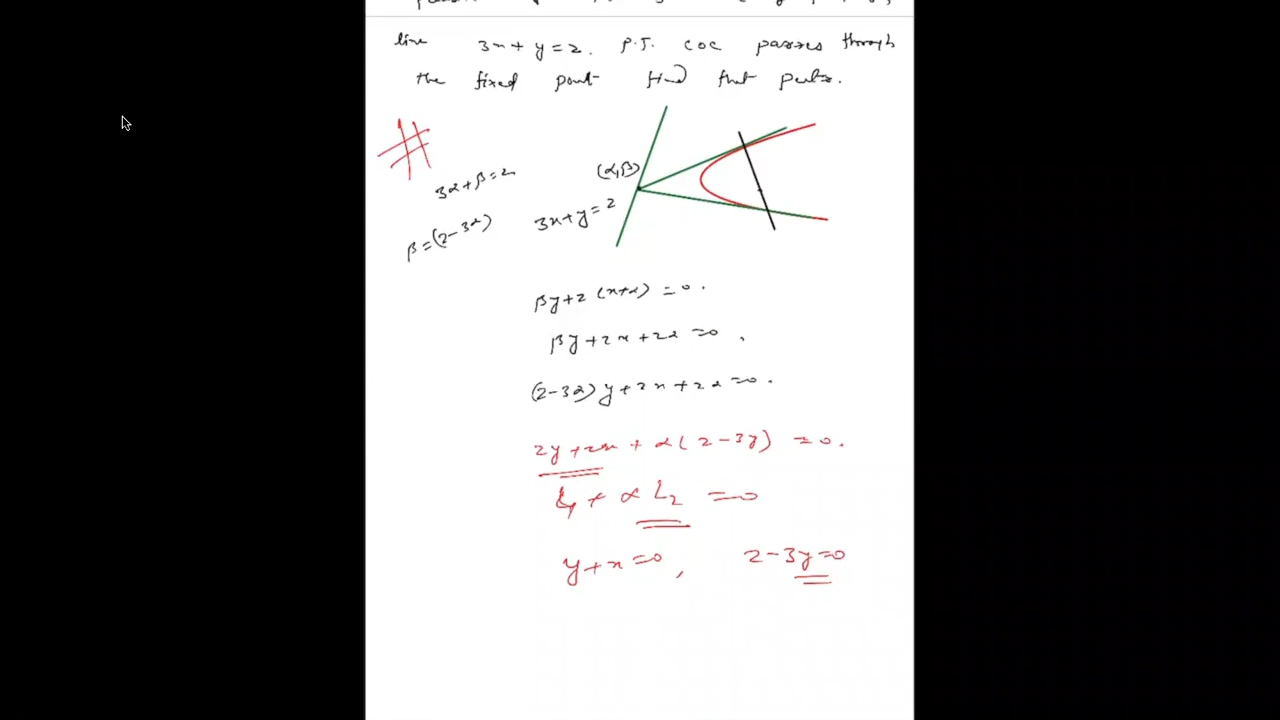 line 3x + y = 2. P.T. COC passes through
the fixed point find that
3α+β=2
(α,β)
β=(2-3α)
3x+y=2
βy+2(x+α) =0.
βy+2x+2α =0,
(2-3α)y+2x+2α=0.
2y+2x + α(2-3y) =0.
L₁ + α L₂ =0
y+x=0, 2-3y=0